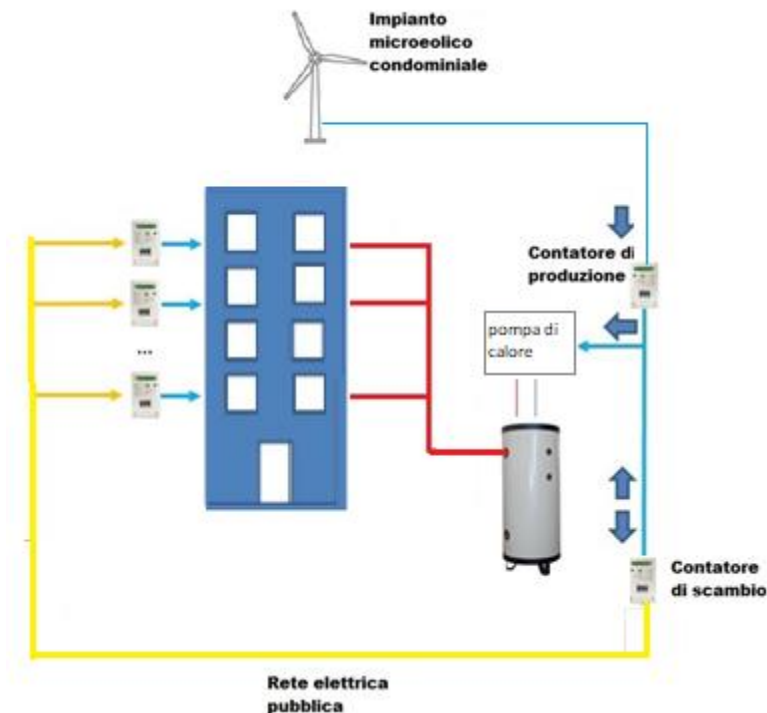 Impianto
microeolico
condominiale
Contatore di
produzione
pompa di
calore
...
Contatore
di scambio
Rete elettrica
pubblica